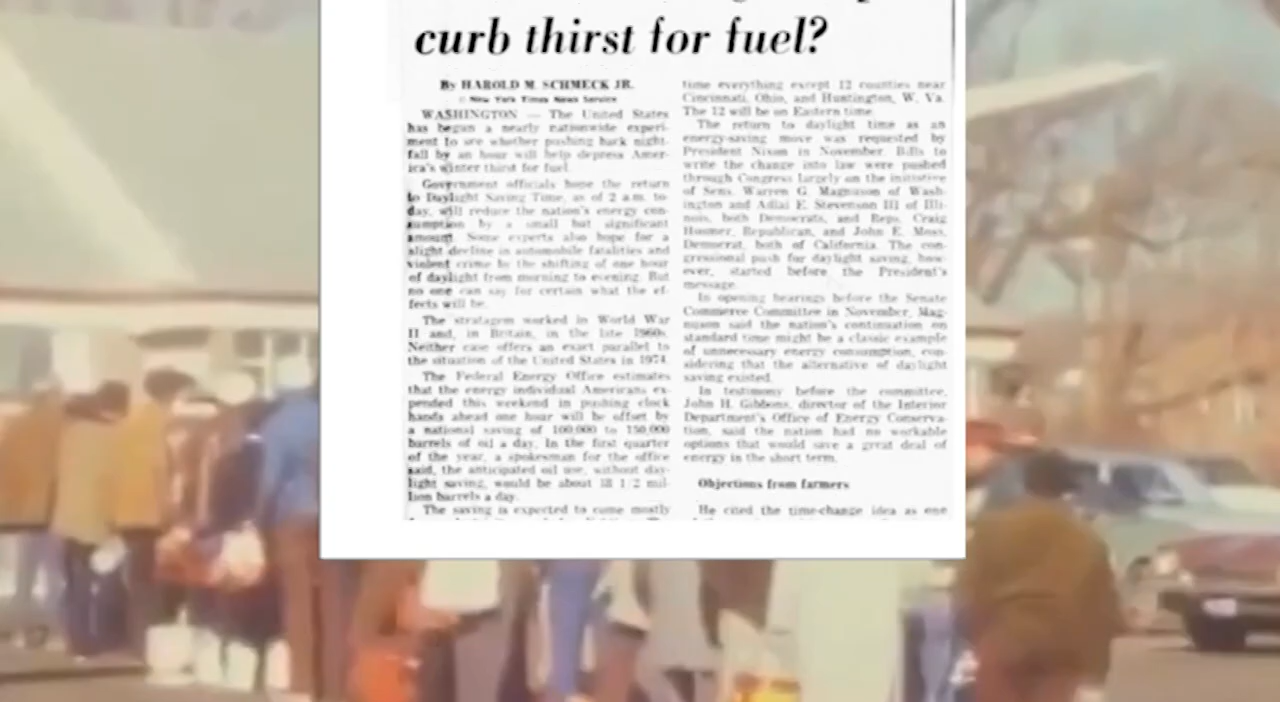 curb thirst for fuel?
By HAROLD M. SCHMECK JR.
New York Times News Service
WASHINGTON — The United States
has begun a nearly nationwide experi-
ment to see whether pushing back night-
fall by an hour will help depress Amer-
ica's winter thirst for fuel.
Government officials hope the return
to Daylight Saving Time, as of 2 a.m. to-
day, will reduce the nation's energy con-
sumption by a small but significant
amount. Some experts also hope for a
slight decline in automobile fatalities and
violent crime by the shifting of one hour
of daylight from morning to evening. But
no one can say for certain what the ef-
fects will be.
The stratagem worked in World War
II and, in Britain, in the late 1960s.
Neither case offers an exact parallel to
the situation of the United States in 1974.
The Federal Energy Office estimates
that the energy individual Americans ex-
pended this weekend in pushing clock
hands ahead one hour will be offset by
a national saving of 100,000 to 150,000
barrels of oil a day. In the first quarter
of the year, a spokesman for the office
said, the anticipated oil use, without day-
light saving, would be about 18 1/2 mil-
lion barrels a day.
The saving is expected to come mostly
time everything except 12 counties near
Cincinnati, Ohio, and Huntington, W. Va.
The 12 will be on Eastern time.
The return to daylight time as an
energy-saving move was requested by
President Nixon in November. Bills to
write the change into law were pushed
through Congress largely on the initiative
of Sens. Warren G. Magnuson of Wash-
ington and Adlai E. Stevenson III of Illi-
nois, both Democrats, and Reps. Craig
Hosmer, Republican, and John E. Moss,
Democrat, both of California. The con-
gressional push for daylight saving, how-
ever, started before the President's
message.
In opening hearings before the Senate
Commerce Committee in November, Mag-
nuson said the nation's continuation on
standard time might be a classic example
of unnecessary energy consumption, con-
sidering that the alternative of daylight
saving existed.
In testimony before the committee,
John H. Gibbons, director of the Interior
Department's Office of Energy Conserva-
tion, said the nation had no workable
options that would save a great deal of
energy in the short term.
Objections from farmers
He cited the time-change idea as one